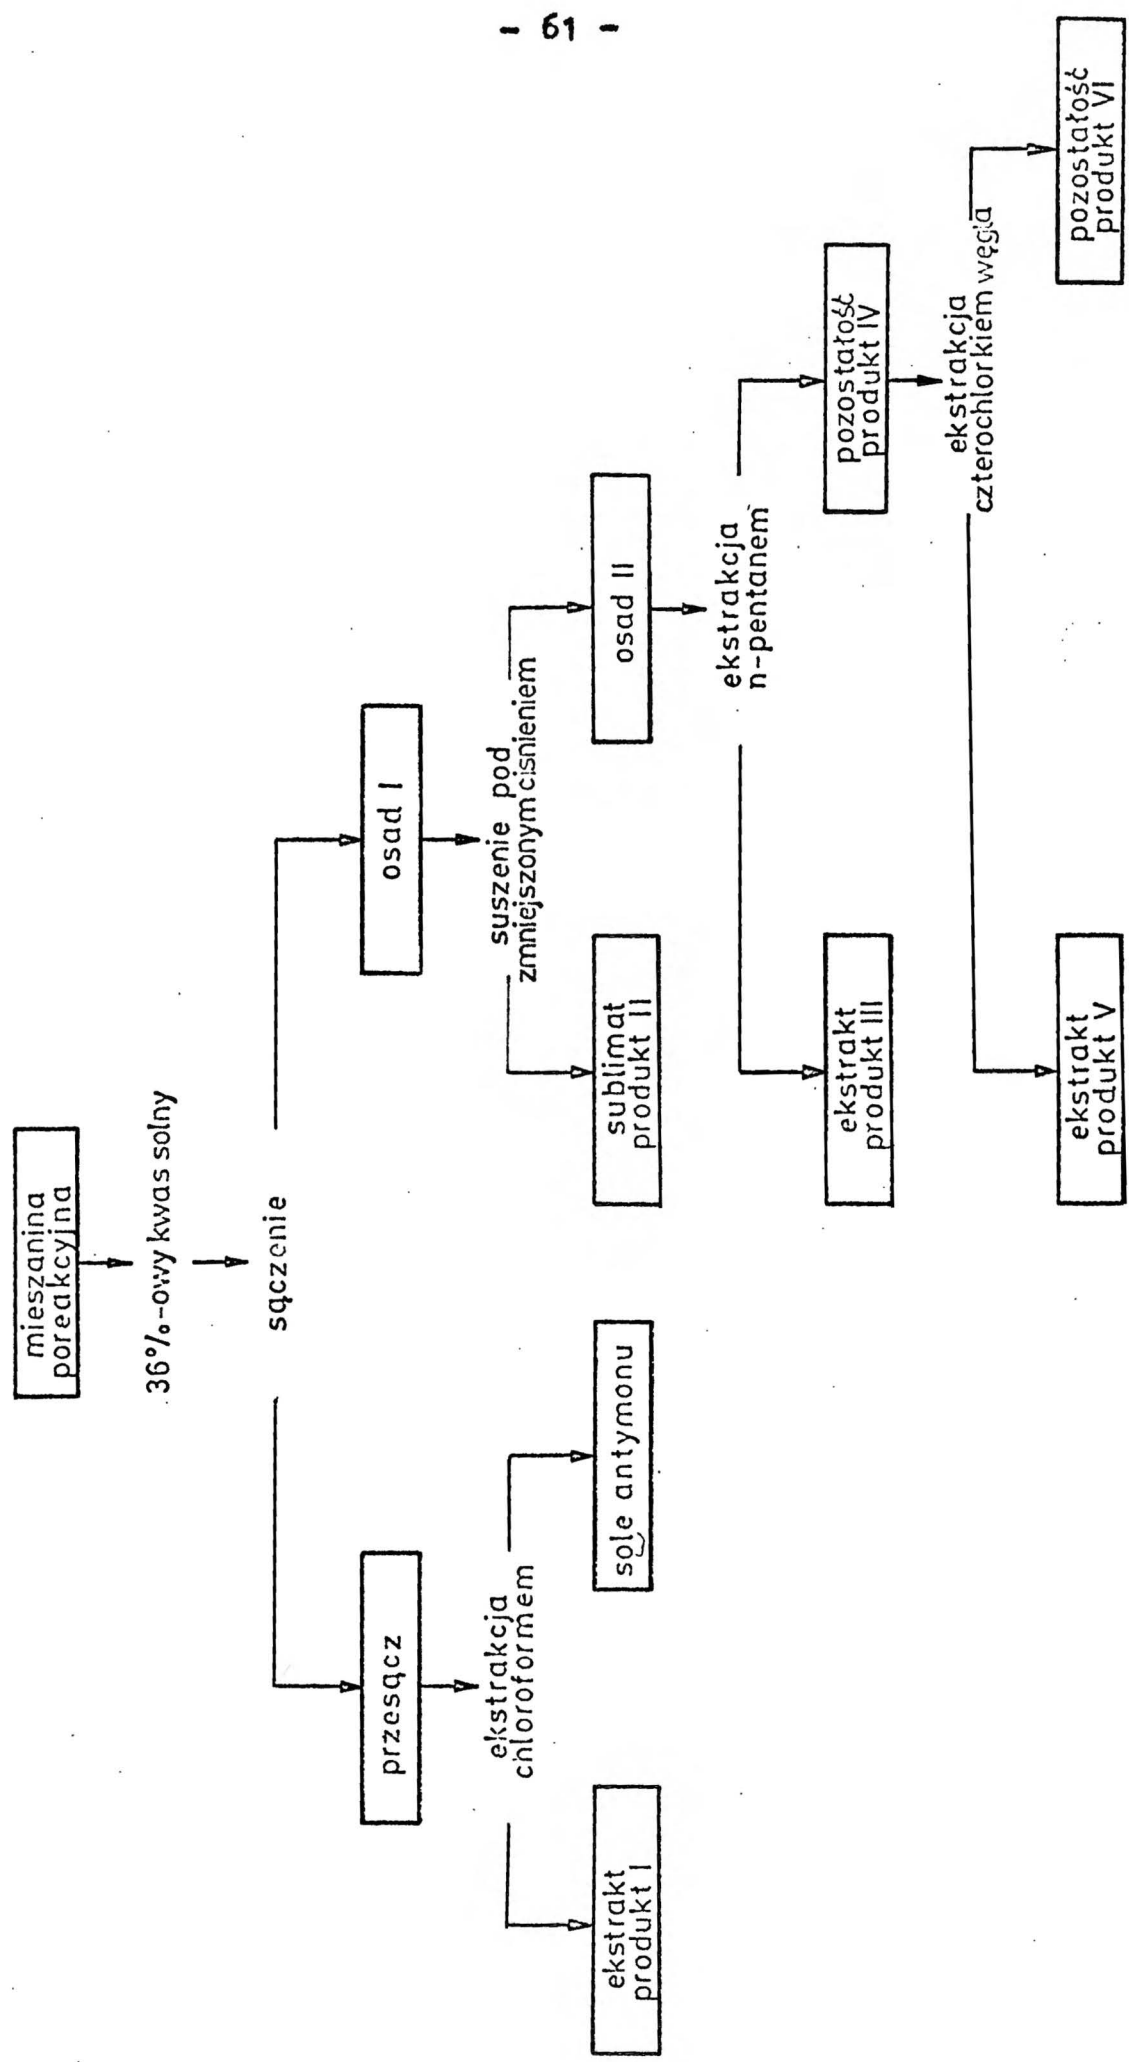 - 61 -
mieszanina
poreakcyjna
36%-owy kwas solny
sączenie
przesącz
osad I
ekstrakcja
chloroformem
suszenie pod
zmniejszonym ciśnieniem
ekstrakt
produkt I
sole antymonu
sublimat
produkt II
osad II
ekstrakcja
n-pentanem
ekstrakt
produkt III
pozostałość
produkt IV
ekstrakcja
czterochlorkiem węgla
ekstrakt
produkt V
pozostałość
produkt VI